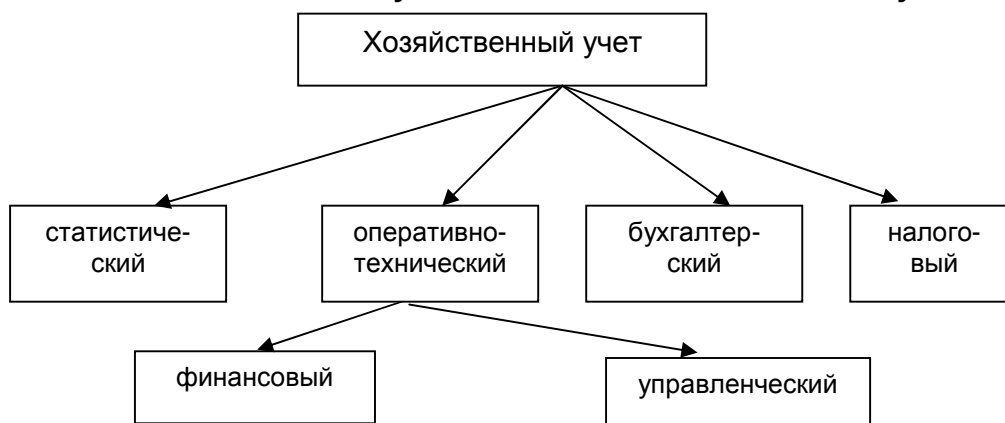 Хозяйственный учет
статистиче-
ский
оперативно-
технический
бухгалтер-
ский
налого-
вый
финансовый
управленческий